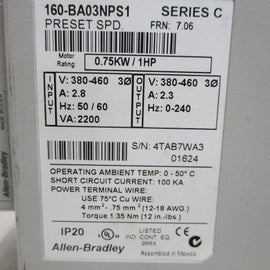 160-BA03NPS1 SERIES C
PRESET SPD. FRN: 7.06
Motor Rating: 0.75KW / 1HP
INPUT V: 380-460 3Ø OUTPUT V: 380-460 3Ø
A: 2.8 A: 2.3
Hz: 50 / 60 Hz: 0-240
VA: 2200
S/N: 4TAB7WA3
01624
OPERATING AMBIENT TEMP: 0 - 50° C
SHORT CIRCUIT CURRENT: 100 KA
POWER TERMINAL WIRE:
USE 75°C Cu WIRE:
4 mm² - .75 mm² (12-18 AWG.)
Torque 1,35 Nm (12 in.-lbs.)
IP20 UL LISTED IND CONT EQ. 966X CE N223
Allen-Bradley Assembled in Mexico